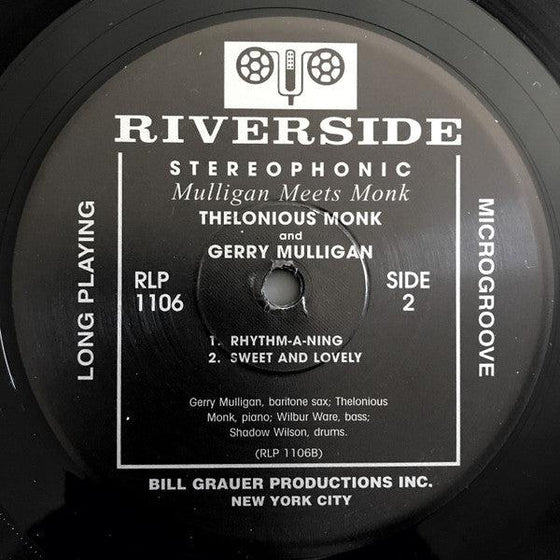 RIVERSIDE
STEREOPHONIC
Mulligan Meets Monk
THELONIOUS MONK
and
GERRY MULLIGAN
LONG PLAYING
RLP
1106
SIDE
2
MICROGROOVE
1. RHYTHM-A-NING
2. SWEET AND LOVELY
Gerry Mulligan, baritone sax; Thelonious
Monk, piano; Wilbur Ware, bass;
Shadow Wilson, drums.
(RLP 1106B)
BILL GRAUER PRODUCTIONS INC.
NEW YORK CITY